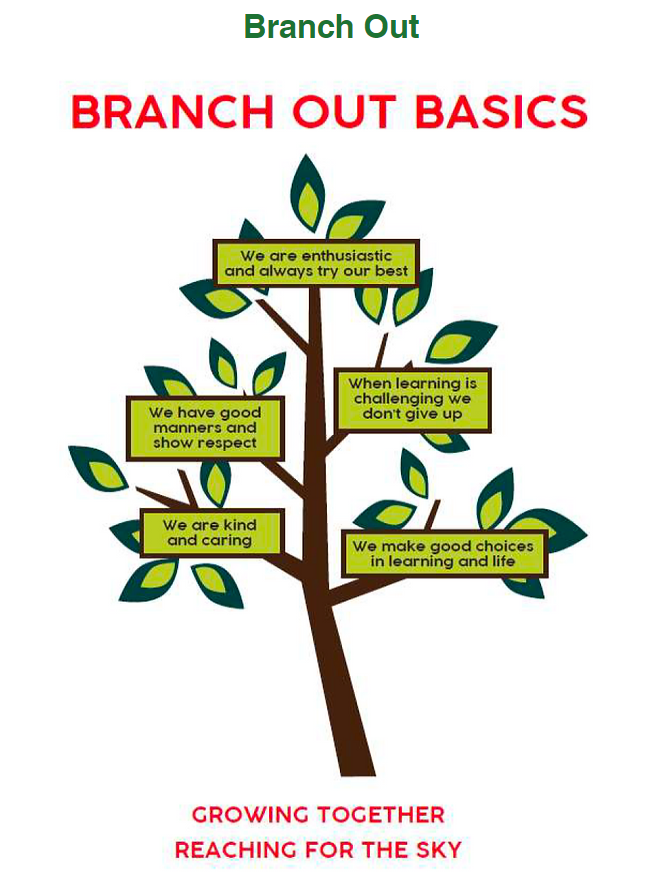 Branch Out
BRANCH OUT BASICS
We are enthusiastic
and always try our best
When learning is
challenging we
don't give up
We have good
manners and
show respect
We are kind
and caring
We make good choices
in learning and life
GROWING TOGETHER
REACHING FOR THE SKY